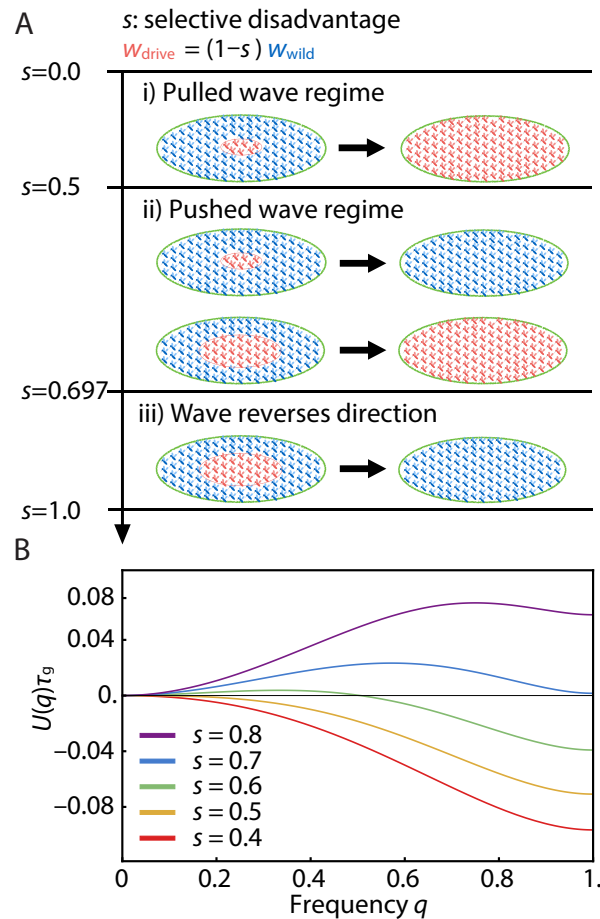 A
s: selective disadvantage
w_drive = (1–s) w_wild
s=0.0
i) Pulled wave regime
s=0.5
ii) Pushed wave regime
s=0.697
iii) Wave reverses direction
s=1.0
B
0.08
0.04
0.
−0.04
−0.08
U(q)τg
s = 0.8
s = 0.7
s = 0.6
s = 0.5
s = 0.4
0 0.2 0.4 0.6 0.8 1.
Frequency q